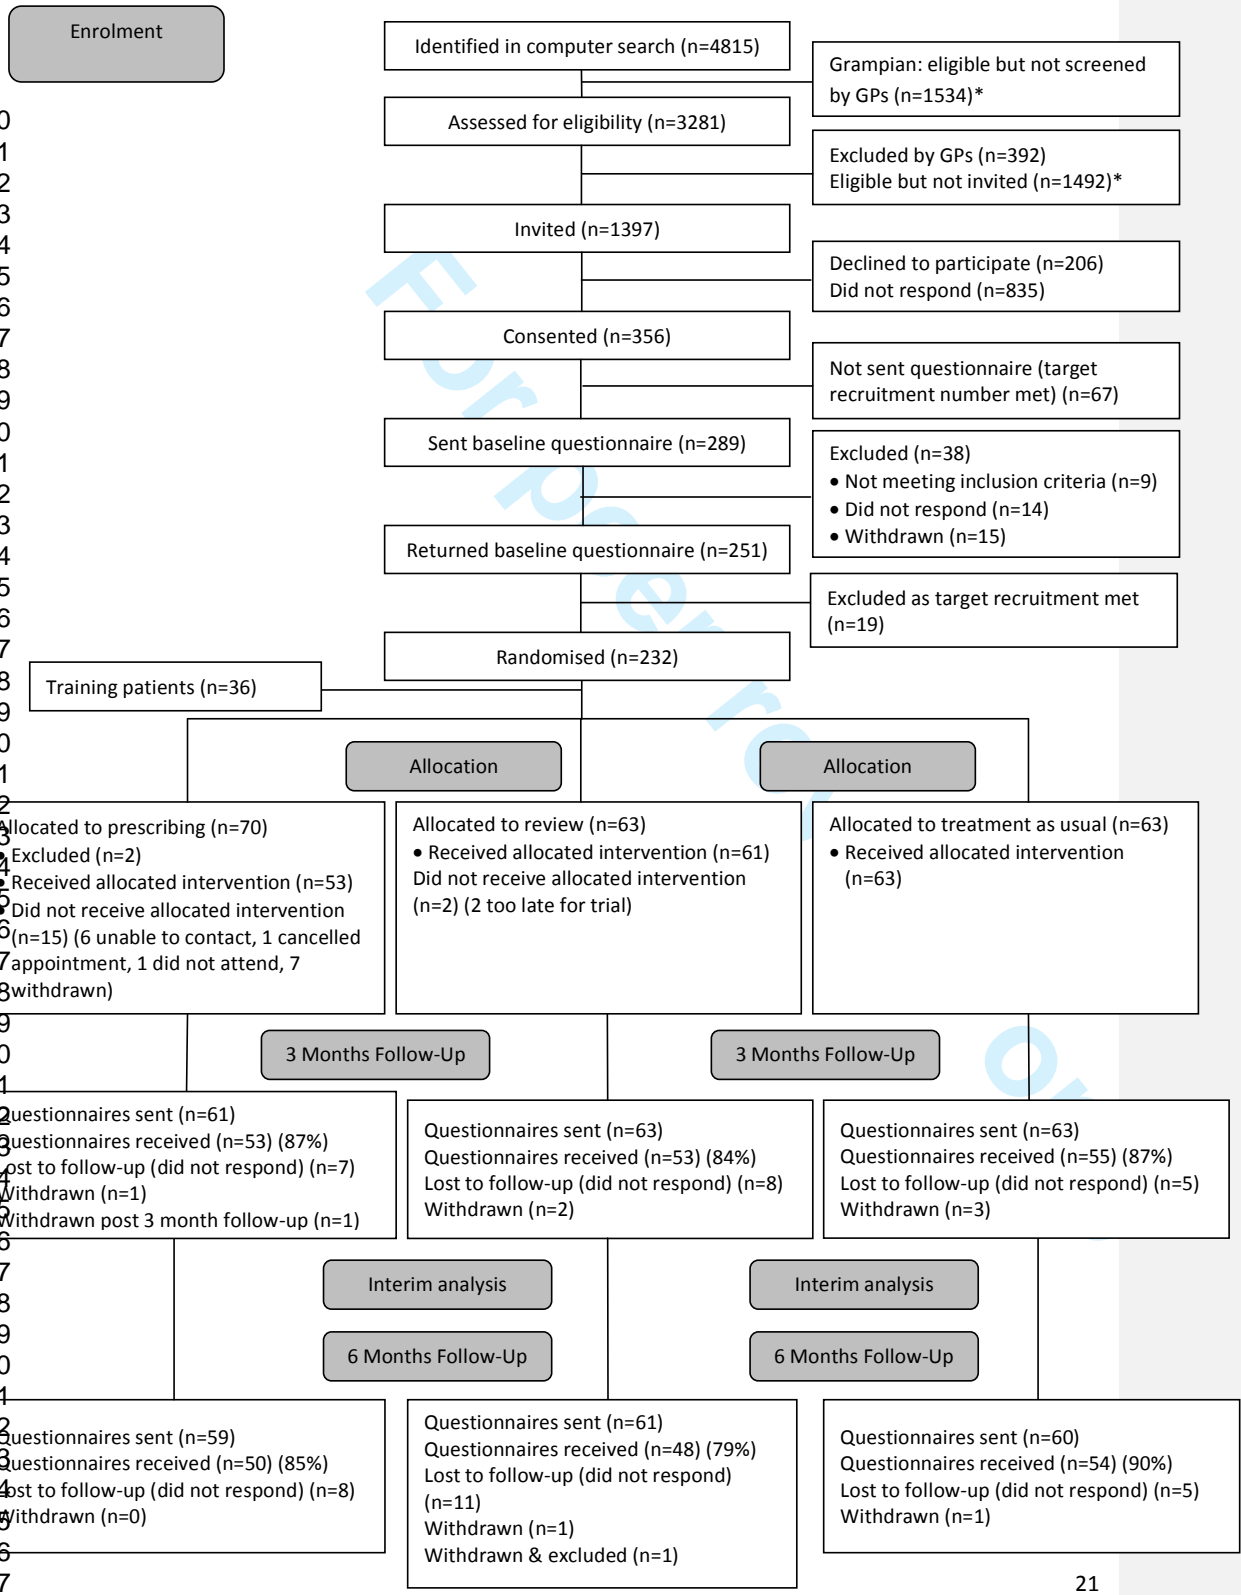 Enrolment
Identified in computer search (n=4815)
Grampian: eligible but not screened
by GPs (n=1534)*
Assessed for eligibility (n=3281)
Excluded by GPs (n=392)
Eligible but not invited (n=1492)*
Invited (n=1397)
Declined to participate (n=206)
Did not respond (n=835)
Consented (n=356)
Not sent questionnaire (target
recruitment number met) (n=67)
Sent baseline questionnaire (n=289)
Excluded (n=38)
• Not meeting inclusion criteria (n=9)
• Did not respond (n=14)
• Withdrawn (n=15)
Returned baseline questionnaire (n=251)
Excluded as target recruitment met
(n=19)
Randomised (n=232)
Training patients (n=36)
Allocation
Allocation
Allocated to prescribing (n=70)
• Excluded (n=2)
• Received allocated intervention (n=53)
• Did not receive allocated intervention
(n=15) (6 unable to contact, 1 cancelled
appointment, 1 did not attend, 7
withdrawn)
Allocated to review (n=63)
• Received allocated intervention (n=61)
Did not receive allocated intervention
(n=2) (2 too late for trial)
Allocated to treatment as usual (n=63)
• Received allocated intervention
(n=63)
3 Months Follow-Up
3 Months Follow-Up
Questionnaires sent (n=61)
Questionnaires received (n=53) (87%)
Lost to follow-up (did not respond) (n=7)
Withdrawn (n=1)
Withdrawn post 3 month follow-up (n=1)
Questionnaires sent (n=63)
Questionnaires received (n=53) (84%)
Lost to follow-up (did not respond) (n=8)
Withdrawn (n=2)
Questionnaires sent (n=63)
Questionnaires received (n=55) (87%)
Lost to follow-up (did not respond) (n=5)
Withdrawn (n=3)
Interim analysis
Interim analysis
6 Months Follow-Up
6 Months Follow-Up
Questionnaires sent (n=59)
Questionnaires received (n=50) (85%)
Lost to follow-up (did not respond) (n=8)
Withdrawn (n=0)
Questionnaires sent (n=61)
Questionnaires received (n=48) (79%)
Lost to follow-up (did not respond)
(n=11)
Withdrawn (n=1)
Withdrawn & excluded (n=1)
Questionnaires sent (n=60)
Questionnaires received (n=54) (90%)
Lost to follow-up (did not respond) (n=5)
Withdrawn (n=1)
21